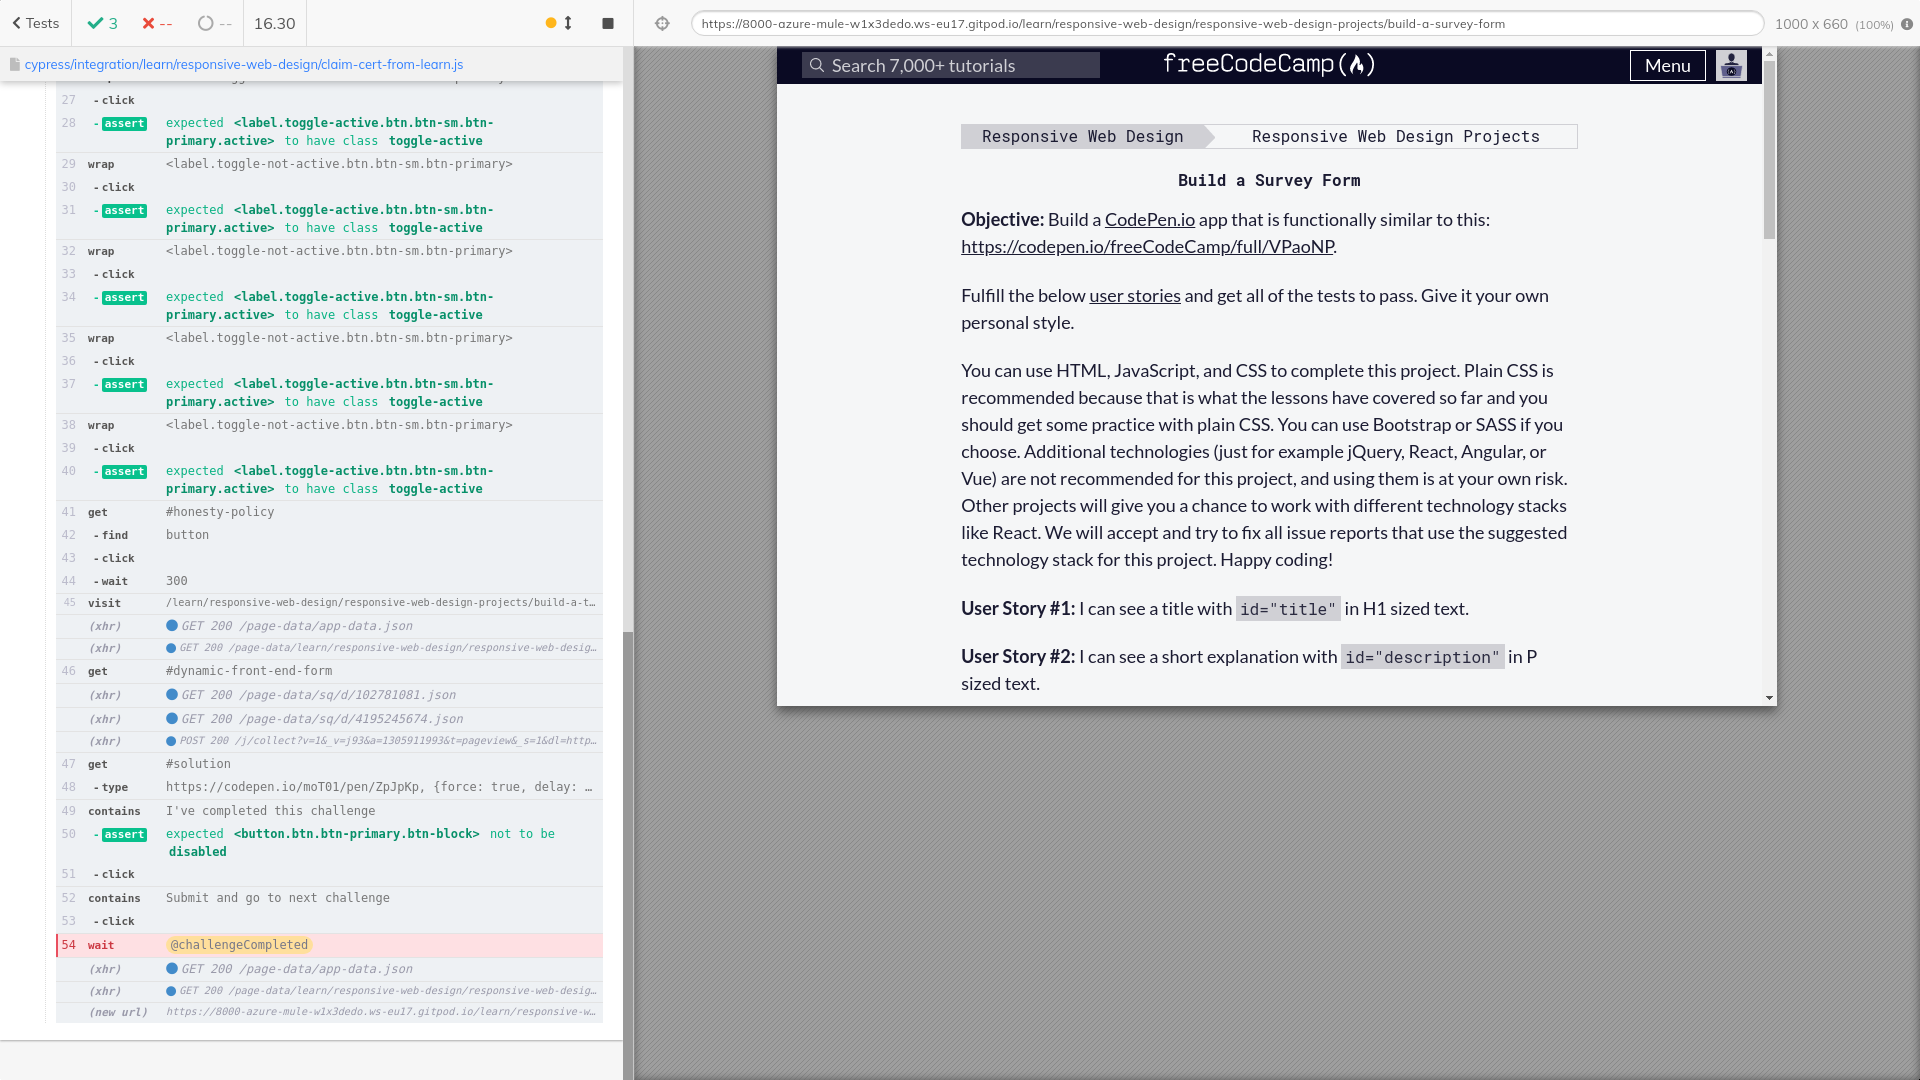 Tests
3
--
--
16.30
https://8000-azure-mule-w1x3dedo.ws-eu17.gitpod.io/learn/responsive-web-design/responsive-web-design-projects/build-a-survey-form
1000 x 660 (100%)
cypress/integration/learn/responsive-web-design/claim-cert-from-learn.js
27 - click
28 - assert expected <label.toggle-active.btn.btn-sm.btn-
primary.active> to have class toggle-active
29 wrap <label.toggle-not-active.btn.btn-sm.btn-primary>
30 - click
31 - assert expected <label.toggle-active.btn.btn-sm.btn-
primary.active> to have class toggle-active
32 wrap <label.toggle-not-active.btn.btn-sm.btn-primary>
33 - click
34 - assert expected <label.toggle-active.btn.btn-sm.btn-
primary.active> to have class toggle-active
35 wrap <label.toggle-not-active.btn.btn-sm.btn-primary>
36 - click
37 - assert expected <label.toggle-active.btn.btn-sm.btn-
primary.active> to have class toggle-active
38 wrap <label.toggle-not-active.btn.btn-sm.btn-primary>
39 - click
40 - assert expected <label.toggle-active.btn.btn-sm.btn-
primary.active> to have class toggle-active
41 get #honesty-policy
42 - find button
43 - click
44 - wait 300
45 visit /learn/responsive-web-design/responsive-web-design-projects/build-a-t…
(xhr) GET 200 /page-data/app-data.json
(xhr) GET 200 /page-data/learn/responsive-web-design/responsive-web-desig…
46 get #dynamic-front-end-form
(xhr) GET 200 /page-data/sq/d/102781081.json
(xhr) GET 200 /page-data/sq/d/4195245674.json
(xhr) POST 200 /j/collect?v=1&_v=j93&a=1305911993&t=pageview&_s=1&dl=http…
47 get #solution
48 - type https://codepen.io/moT01/pen/ZpJpKp, {force: true, delay: …
49 contains I've completed this challenge
50 - assert expected <button.btn.btn-primary.btn-block> not to be
disabled
51 - click
52 contains Submit and go to next challenge
53 - click
54 wait @challengeCompleted
(xhr) GET 200 /page-data/app-data.json
(xhr) GET 200 /page-data/learn/responsive-web-design/responsive-web-desig…
(new url) https://8000-azure-mule-w1x3dedo.ws-eu17.gitpod.io/learn/responsive-w…
Search 7,000+ tutorials
freeCodeCamp
Menu
Responsive Web Design
Responsive Web Design Projects
Build a Survey Form
Objective: Build a CodePen.io app that is functionally similar to this:
https://codepen.io/freeCodeCamp/full/VPaoNP.
Fulfill the below user stories and get all of the tests to pass. Give it your own
personal style.
You can use HTML, JavaScript, and CSS to complete this project. Plain CSS is
recommended because that is what the lessons have covered so far and you
should get some practice with plain CSS. You can use Bootstrap or SASS if you
choose. Additional technologies (just for example jQuery, React, Angular, or
Vue) are not recommended for this project, and using them is at your own risk.
Other projects will give you a chance to work with different technology stacks
like React. We will accept and try to fix all issue reports that use the suggested
technology stack for this project. Happy coding!
User Story #1: I can see a title with id="title" in H1 sized text.
User Story #2: I can see a short explanation with id="description" in P
sized text.